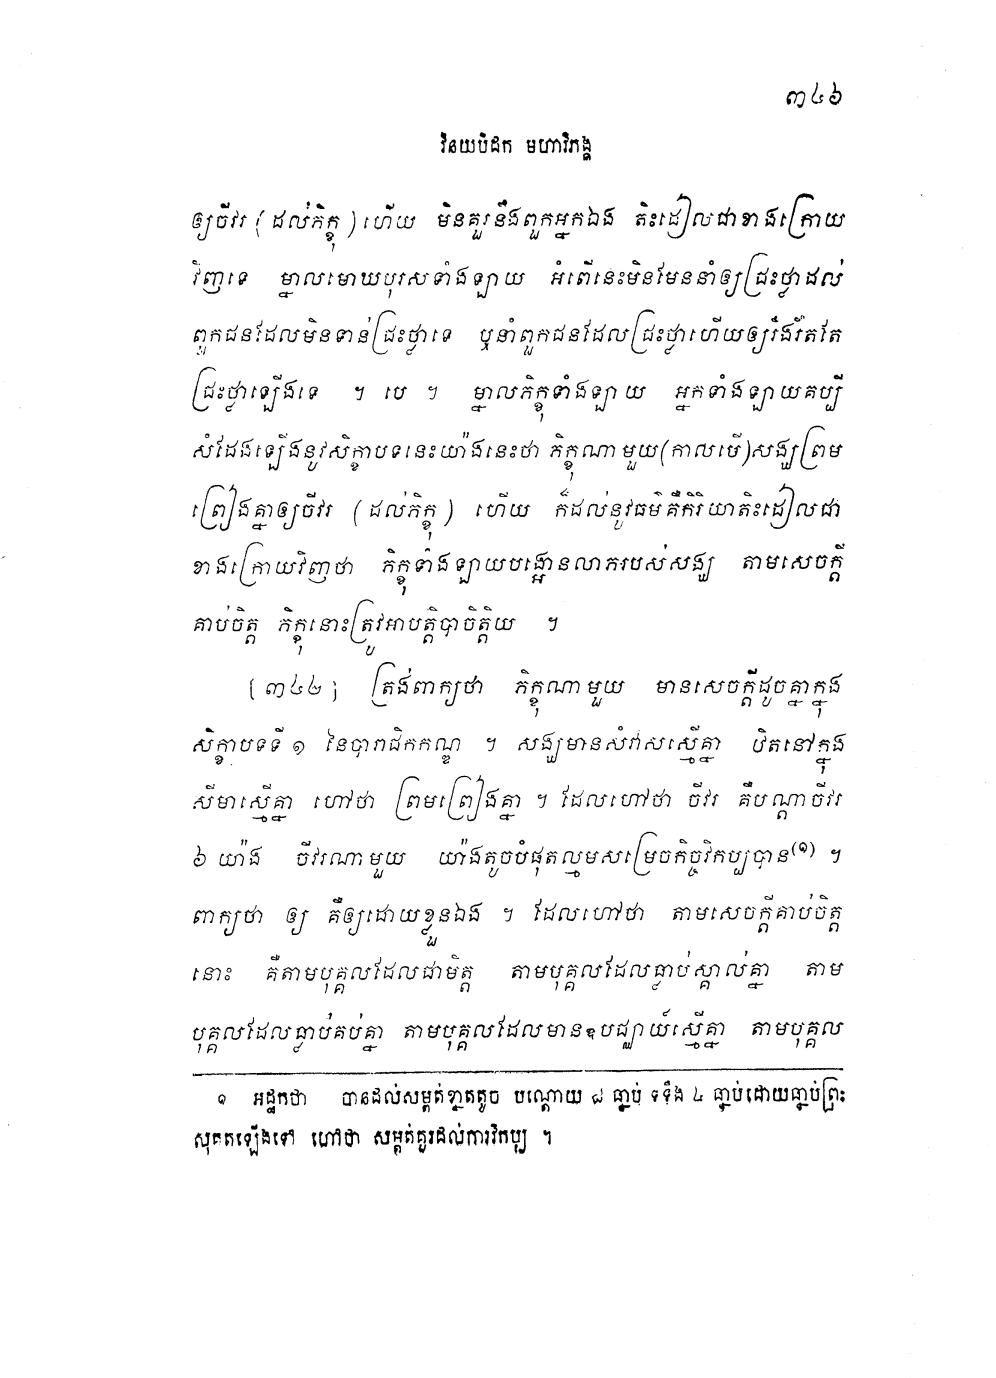 ៣៤៦
វិនយបិដក មហាវិភង្គ
ឲ្យចីវរ (ដល់ភិក្ខុ) ហើយ មិនគួរនឹងពួកអ្នកឯង តិះដៀលជាខាងក្រោយ
វិញទេ ម្នាលមោឃបុរសទាំងឡាយ អំពើនេះមិនមែននាំឲ្យជ្រះថ្លាដល់
ពួកជនដែលមិនទាន់ជ្រះថ្លាទេ ឬនាំពួកជនដែលជ្រះថ្លាហើយឲ្យរឹងរឹតតែ
ជ្រះថ្លាឡើងទេ ។ បេ ។ ម្នាលភិក្ខុទាំងឡាយ អ្នកទាំងឡាយគប្បី
សំដែងឡើងនូវសិក្ខាបទនេះយ៉ាងនេះថា ភិក្ខុណាមួយ(កាលបើ)សង្ឃព្រម
ព្រៀងគ្នាឲ្យចីវរ (ដល់ភិក្ខុ) ហើយ ក៏ដល់នូវធម៌គឺកិរិយាតិះដៀលជា
ខាងក្រោយវិញថា ភិក្ខុទាំងឡាយបង្អោនលាភរបស់សង្ឃ តាមសេចក្តី
គាប់ចិត្ត ភិក្ខុនោះត្រូវអាបត្តិបាចិត្តិយ ។
[៣៤២] ត្រង់ពាក្យថា ភិក្ខុណាមួយ មានសេចក្តីដូចគ្នាក្នុង
សិក្ខាបទទី ១ នៃបារាជិកកណ្ឌ ។ សង្ឃមានសំវាសស្មើគ្នា ឋិតនៅក្នុង
សីមាស្មើគ្នា ហៅថា ព្រមព្រៀងគ្នា ។ ដែលហៅថា ចីវរ គឺបណ្តាចីវរ
៦ យ៉ាង ចីវរណាមួយ យ៉ាងតូចបំផុតល្មមសម្រេចកិច្ចវិកប្បបាន(១) ។
ពាក្យថា ឲ្យ គឺឲ្យដោយខ្លួនឯង ។ ដែលហៅថា តាមសេចក្តីគាប់ចិត្ត
នោះ គឺតាមបុគ្គលដែលជាមិត្ត តាមបុគ្គលដែលធ្លាប់ស្គាល់គ្នា តាម
បុគ្គលដែលធ្លាប់គប់គ្នា តាមបុគ្គលដែលមានឧបជ្ឈាយ៍ស្មើគ្នា តាមបុគ្គល
១ អដ្ឋកថា បានដល់សម្ពត់ខ្នាតតូច បណ្តោយ ៨ ធ្នាប់ ទទឹង ៤ ធ្នាប់ដោយធ្នាប់ព្រះ
សុគតឡើងទៅ ហៅថា សម្ពត់គួរដល់ការវិកប្ប ។